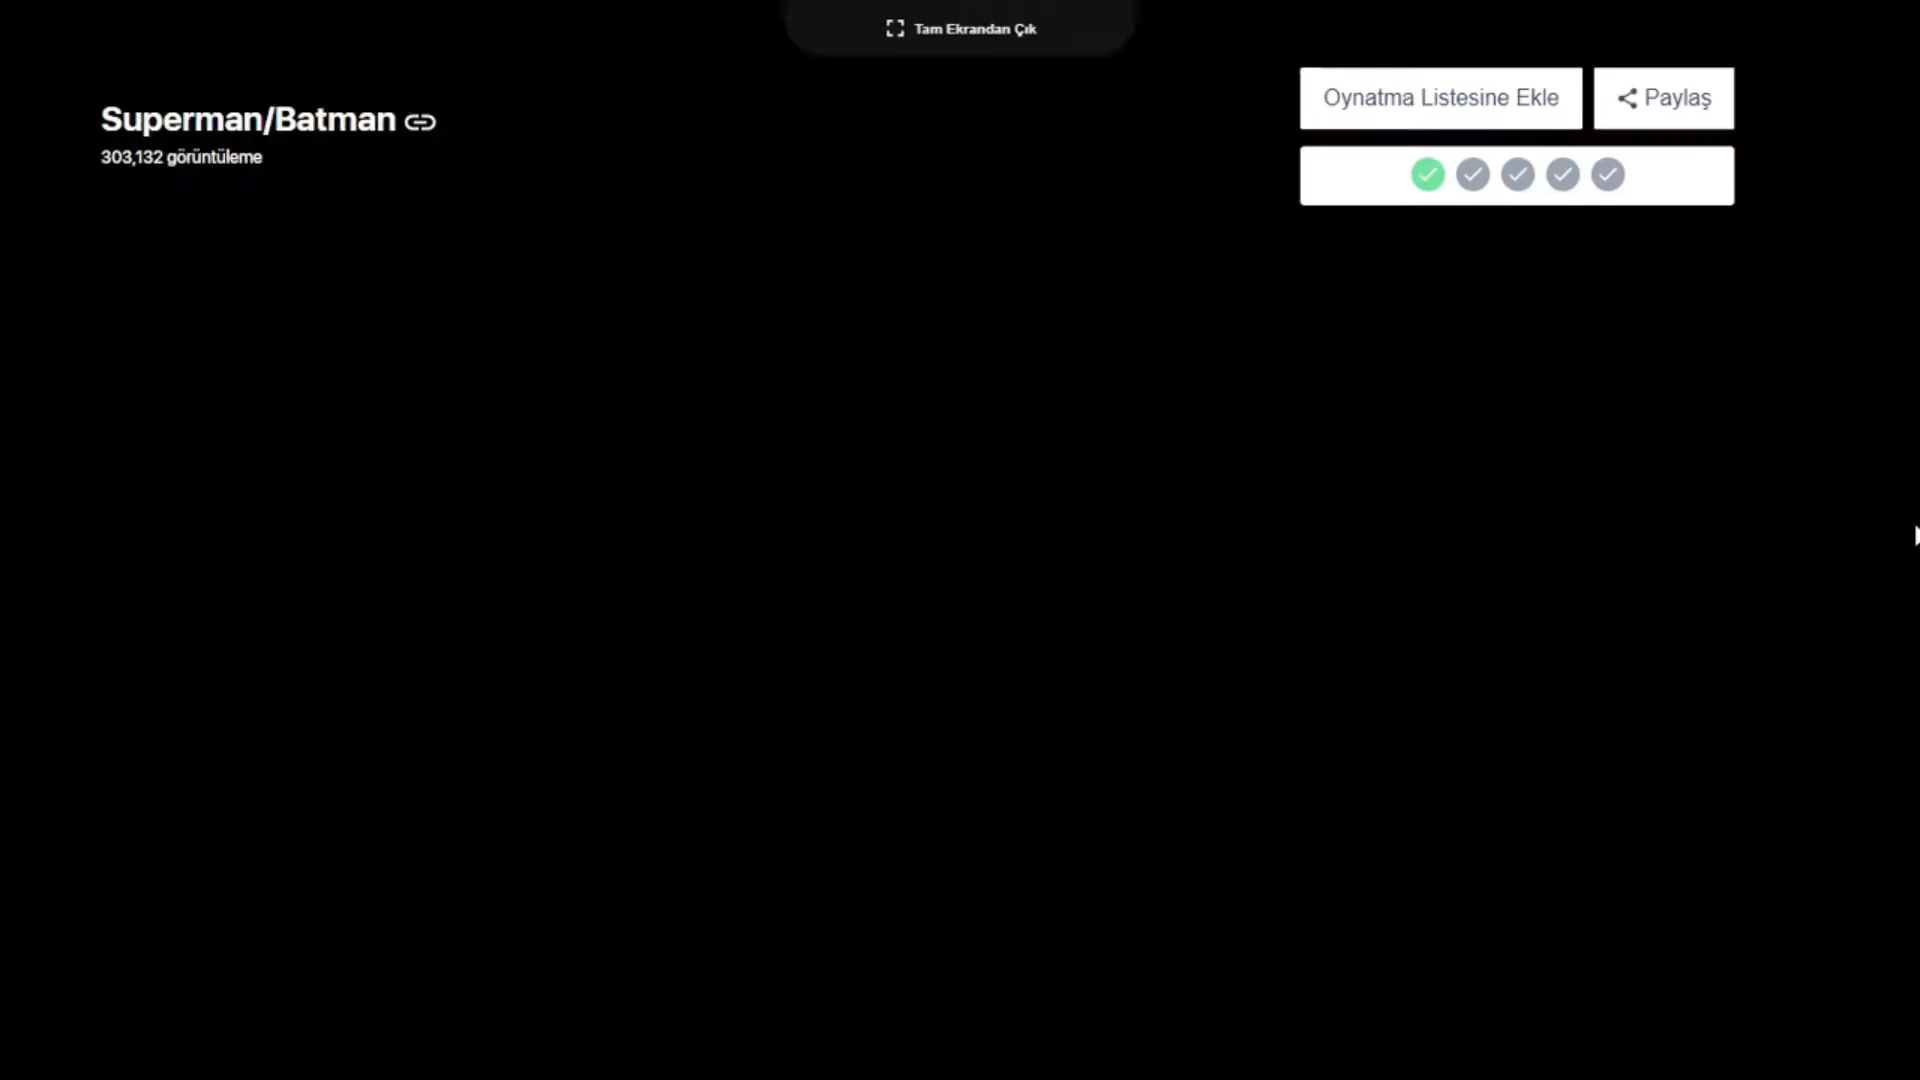 Tam Ekrandan Çık
Superman/Batman
303,132 görüntüleme
Oynatma Listesine Ekle
Paylaş